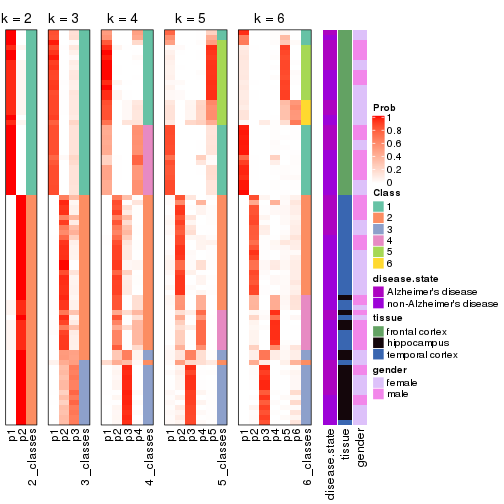 k = 2 k = 3 k = 4 k = 5 k = 6
Prob
1
0.8
0.6
0.4
0.2
0
Class
1
2
3
4
5
6
disease.state
Alzheimer's disease
non-Alzheimer's disease
tissue
frontal cortex
hippocampus
temporal cortex
gender
female
male
p1 p2 2_classes p1 p2 p3 3_classes p1 p2 p3 p4 4_classes p1 p2 p3 p4 p5 5_classes p1 p2 p3 p4 p5 p6 6_classes disease.state tissue gender